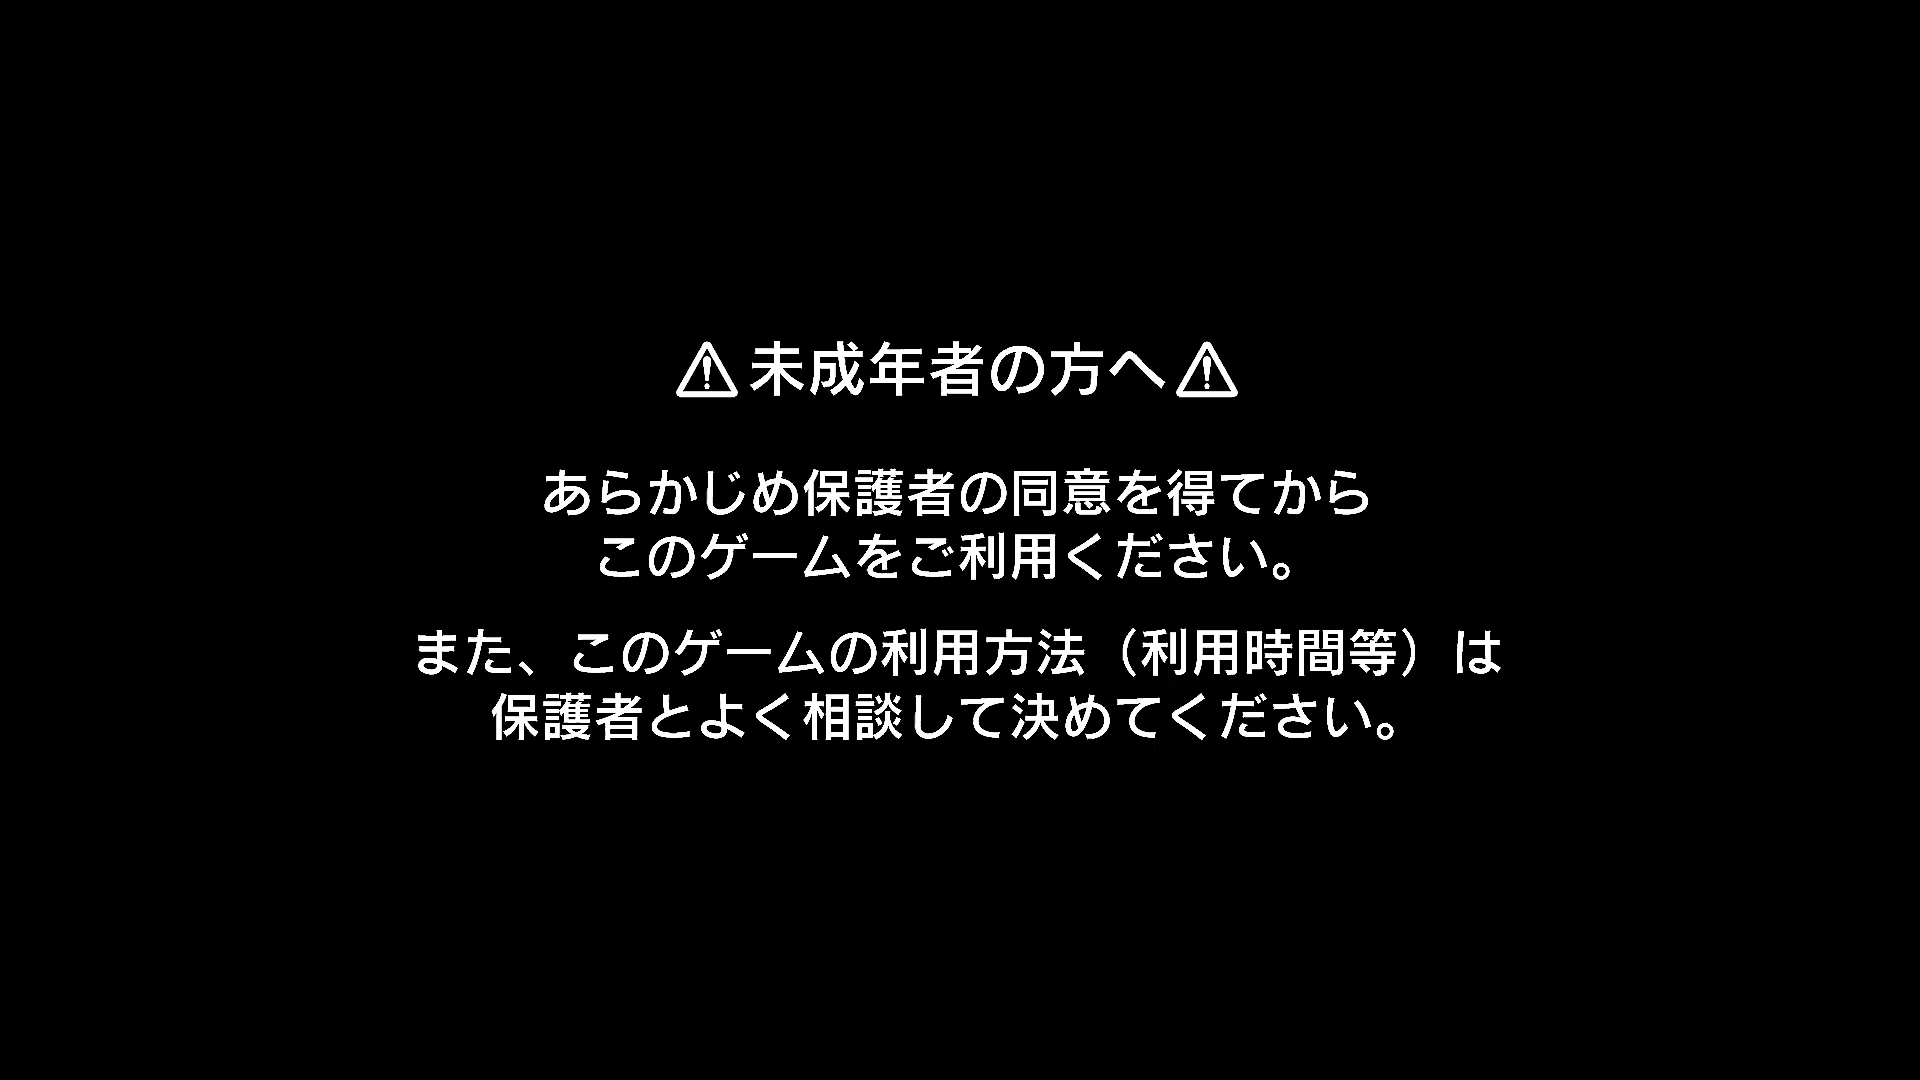 ⚠未成年者の方へ⚠
あらかじめ保護者の同意を得てから
このゲームをご利用ください。
また、このゲームの利用方法（利用時間等）は
保護者とよく相談して決めてください。